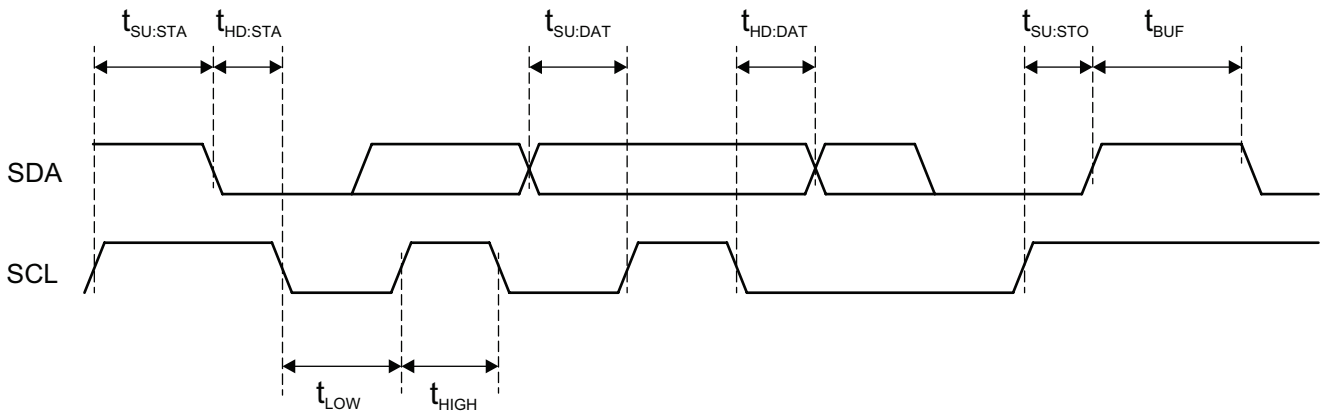 tSU:STA tHD:STA tSU:DAT tHD:DAT tSU:STO tBUF
SDA
SCL
tLOW tHIGH